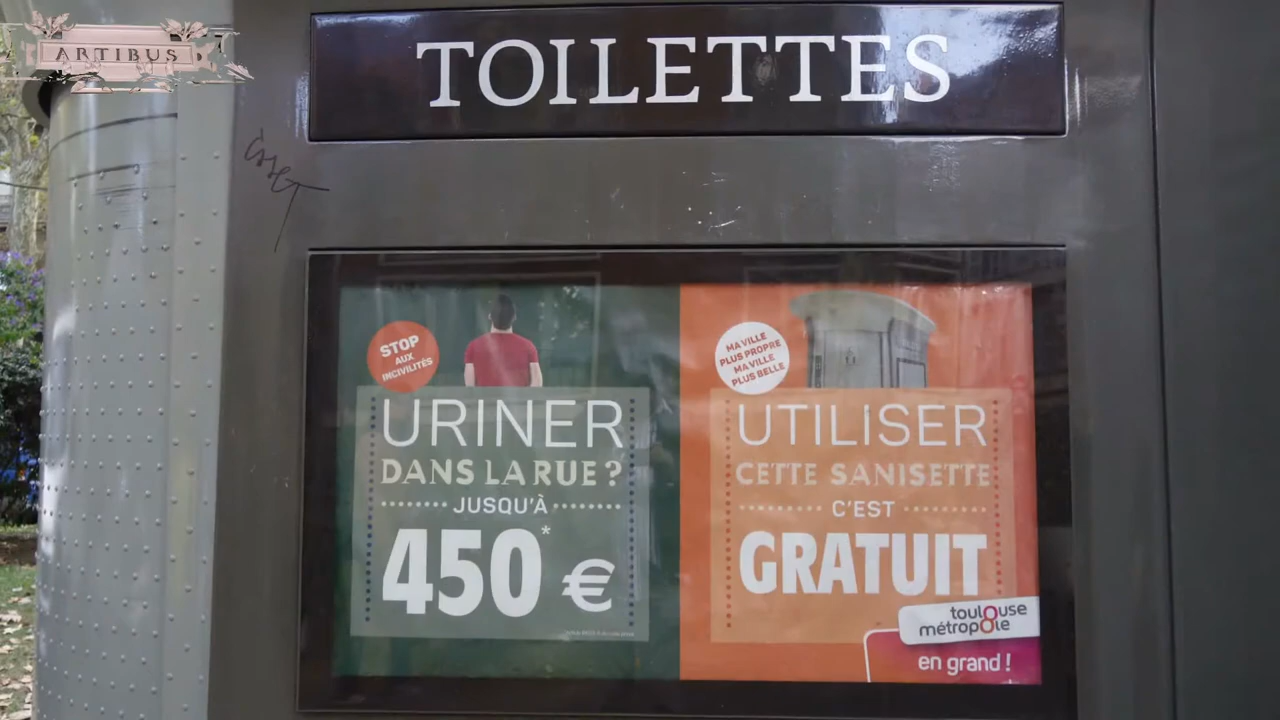 ARTIBUS
TOILETTES
STOP
AUX
INCIVILITÉS
URINER
DANS LA RUE ?
JUSQU'À
450* €
MA VILLE
PLUS PROPRE
MA VILLE
PLUS BELLE
UTILISER
CETTE SANISETTE
C'EST
GRATUIT
toulouse
métropole
en grand !